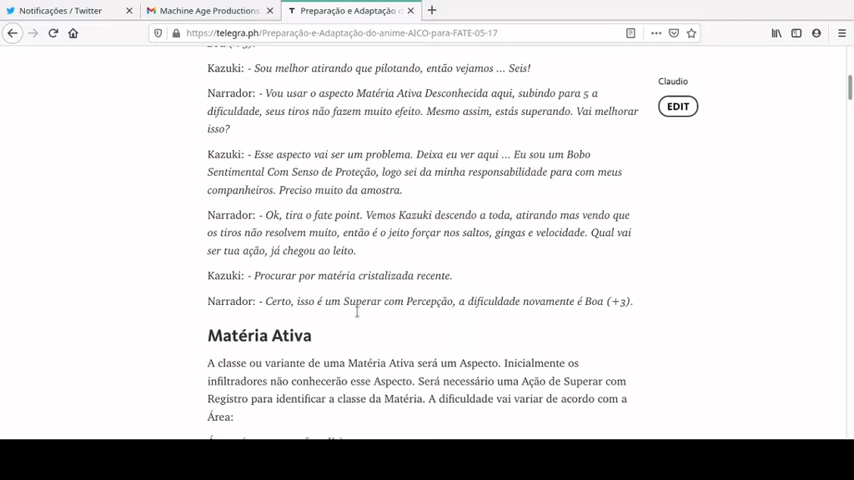 Notificações / Twitter
Machine Age Productions
Preparação e Adaptação d
https://telegra.ph/Preparação-e-Adaptação-do-anime-AICO-para-FATE-05-17
Kazuki: - Sou melhor atirando que pilotando, então vejamos ... Seis!
Claudio
EDIT
Narrador: - Vou usar o aspecto Matéria Ativa Desconhecida aqui, subindo para 5 a
dificuldade, seus tiros não fazem muito efeito. Mesmo assim, estás superando. Vai melhorar
isso?
Kazuki: - Esse aspecto vai ser um problema. Deixa eu ver aqui ... Eu sou um Bobo
Sentimental Com Senso de Proteção, logo sei da minha responsabilidade para com meus
companheiros. Preciso muito da amostra.
Narrador: - Ok, tira o fate point. Vemos Kazuki descendo a toda, atirando mas vendo que
os tiros não resolvem muito, então é o jeito forçar nos saltos, gingas e velocidade. Qual vai
ser tua ação, já chegou ao leito.
Kazuki: - Procurar por matéria cristalizada recente.
Narrador: - Certo, isso é um Superar com Percepção, a dificuldade novamente é Boa (+3).
Matéria Ativa
A classe ou variante de uma Matéria Ativa será um Aspecto. Inicialmente os
infiltradores não conhecerão esse Aspecto. Será necessário uma Ação de Superar com
Registro para identificar a classe da Matéria. A dificuldade vai variar de acordo com a
Área: